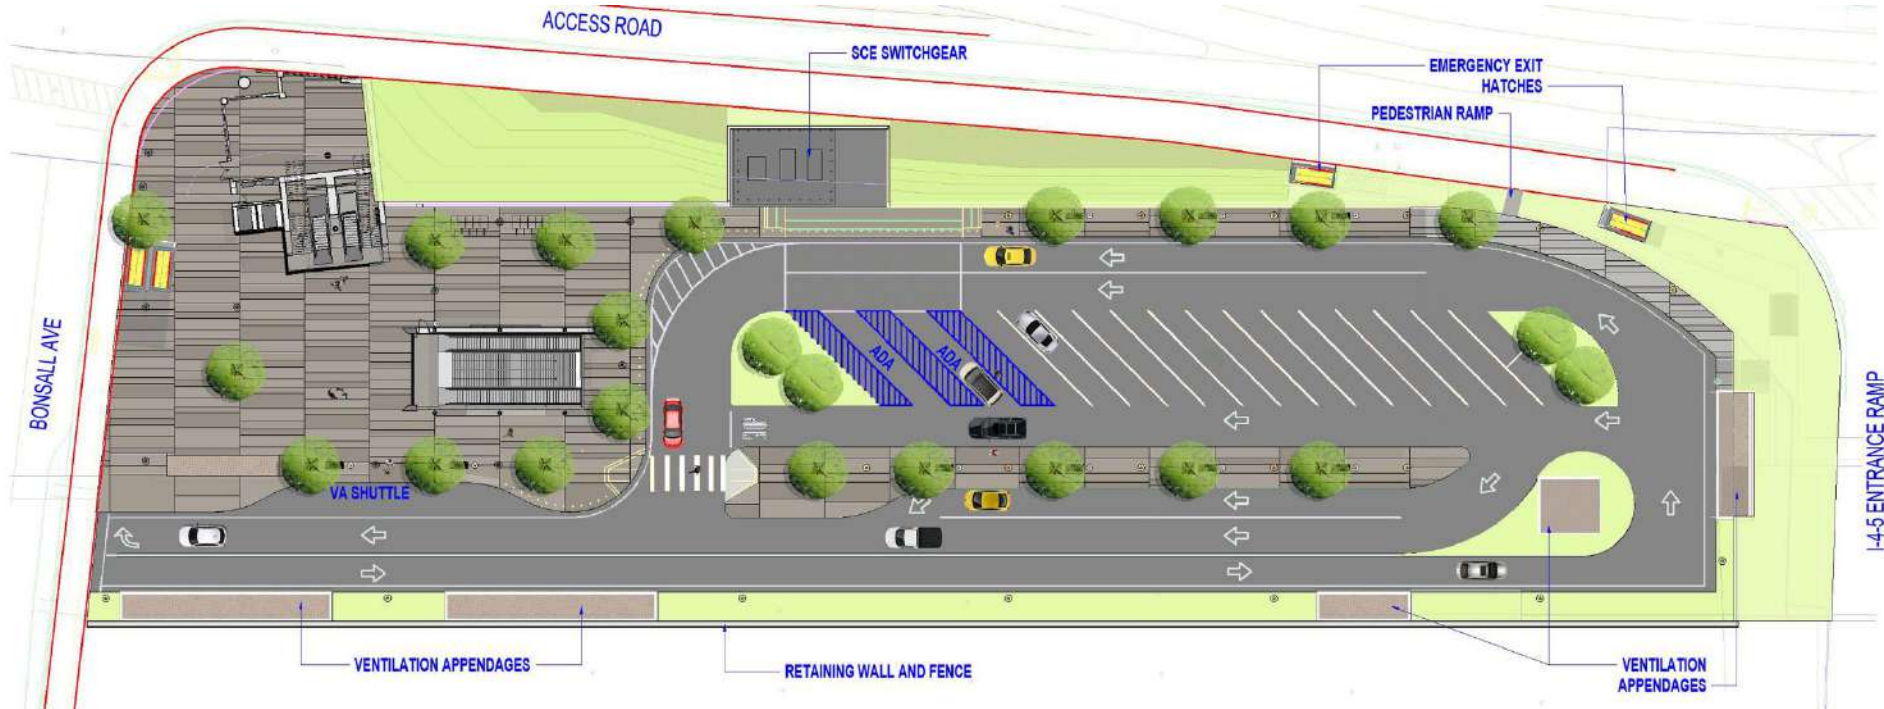 ACCESS ROAD
SCE SWITCHGEAR
EMERGENCY EXIT
HATCHES
PEDESTRIAN RAMP
BONSALL AVE
ADA
ADA
VA SHUTTLE
I-4-5 ENTRANCE RAMP
VENTILATION APPENDAGES
RETAINING WALL AND FENCE
VENTILATION
APPENDAGES